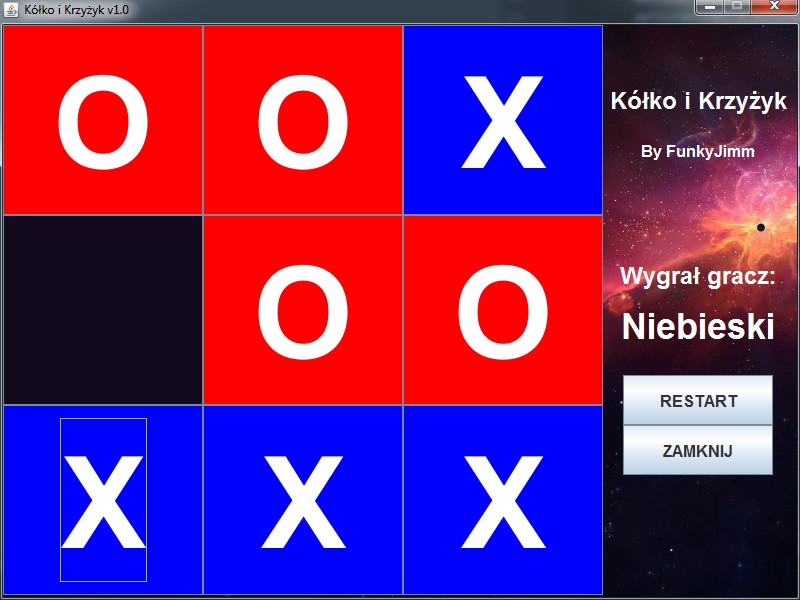 Kółko i Krzyżyk v1.0
O O X
O O
X X X
Kółko i Krzyżyk
By FunkyJimm
Wygrał gracz:
Niebieski
RESTART
ZAMKNIJ